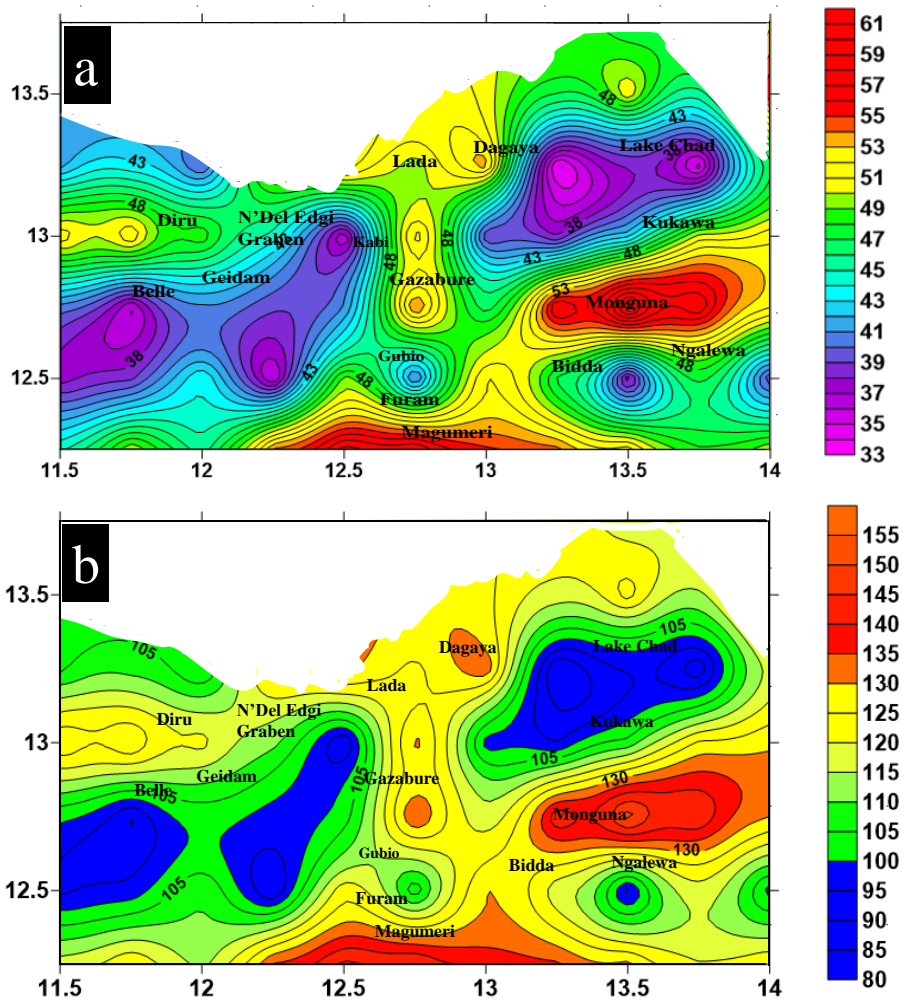 a
13.5
13
12.5
11.5
12
12.5
13
13.5
14
48
43
Dagaya
Lake Chad
38
Lada
43
48
Diru
N'Del Edgi
Graben
Kabi
48
48
38
Kukawa
43
48
Geidam
Gazabure
Belle
53
Monguna
38
43
48
Gubio
Furam
Magumeri
Bidda
Ngalewa
48
61
59
57
55
53
51
49
47
45
43
41
39
37
35
33
b
13.5
13
12.5
11.5
12
12.5
13
13.5
14
105
105
Dagaya
Lake Chad
Lada
Diru
N'Del Edgi
Graben
Kukawa
105
Geidam
Gazabure
105
130
Belle
105
Monguna
130
Gubio
Bidda
Ngalewa
105
Furam
Magumeri
155
150
145
140
135
130
125
120
115
110
105
100
95
90
85
80